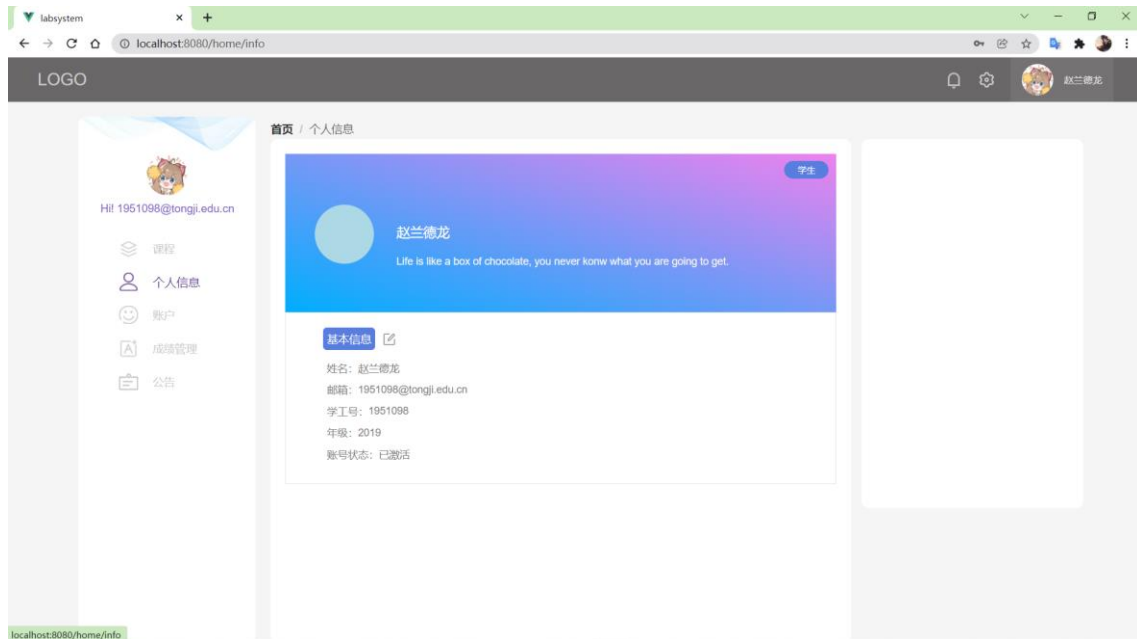 labsystem
localhost:8080/home/info
LOGO
赵兰德龙
首页 / 个人信息
Hi! 1951098@tongji.edu.cn
课程
个人信息
账户
成绩管理
公告
学生
赵兰德龙
Life is like a box of chocolate, you never konw what you are going to get.
基本信息
姓名：赵兰德龙
邮箱：1951098@tongji.edu.cn
学工号：1951098
年级：2019
账号状态：已激活
localhost:8080/home/info